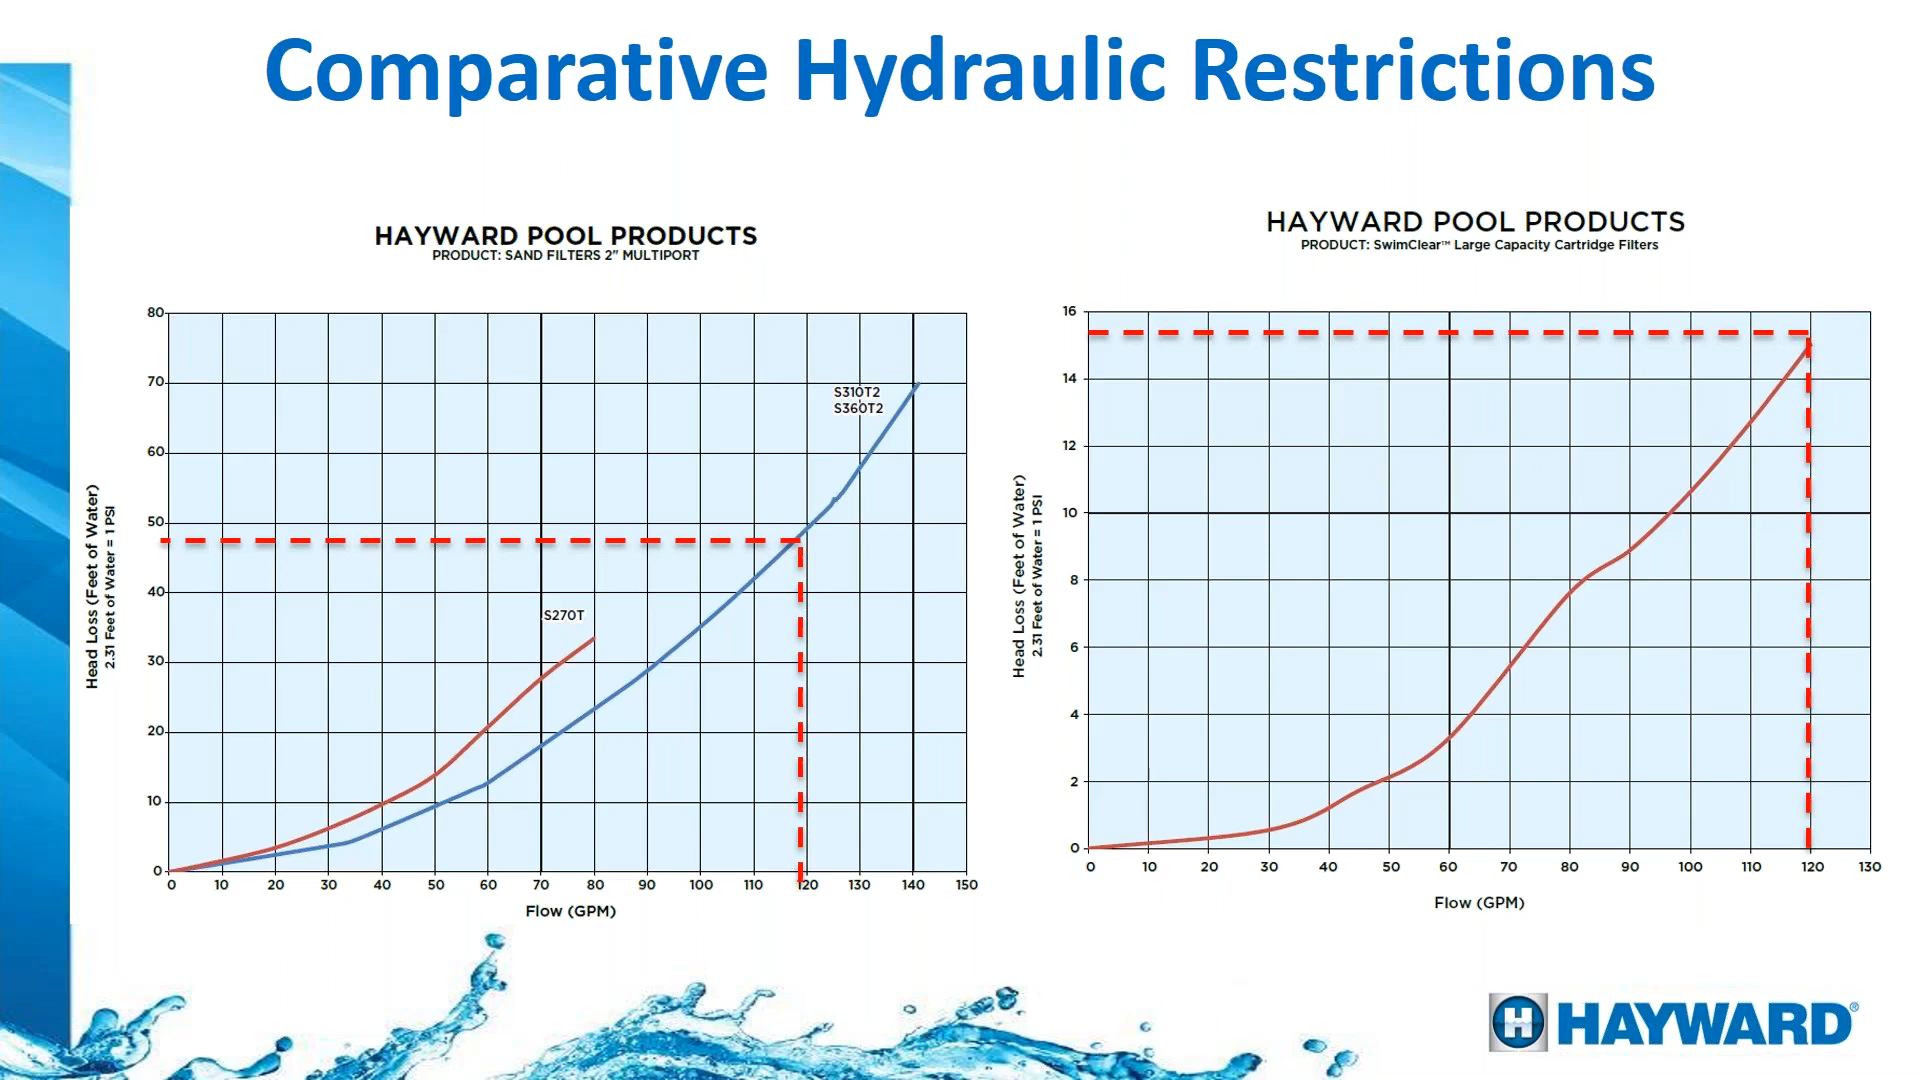 Comparative Hydraulic Restrictions
HAYWARD POOL PRODUCTS
PRODUCT: SAND FILTERS 2" MULTIPORT
80
70
60
50
40
30
20
10
0
Head Loss (Feet of Water)
2.31 Feet of Water = 1 PSI
S310T2
S360T2
S270T
0 10 20 30 40 50 60 70 80 90 100 110 120 130 140 150
Flow (GPM)
HAYWARD POOL PRODUCTS
PRODUCT: SwimClear™ Large Capacity Cartridge Filters
16
14
12
10
8
6
4
2
0
Head Loss (Feet of Water)
2.31 Feet of Water = 1 PSI
0 10 20 30 40 50 60 70 80 90 100 110 120 130
Flow (GPM)
H HAYWARD®